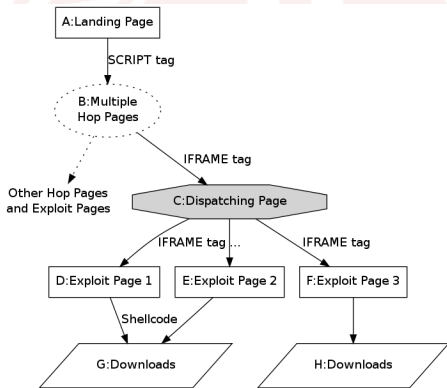 A:Landing Page
SCRIPT tag
B:Multiple
Hop Pages
IFRAME tag
Other Hop Pages
and Exploit Pages
C:Dispatching Page
IFRAME tag ... IFRAME tag
D:Exploit Page 1 E:Exploit Page 2 F:Exploit Page 3
Shellcode
G:Downloads H:Downloads